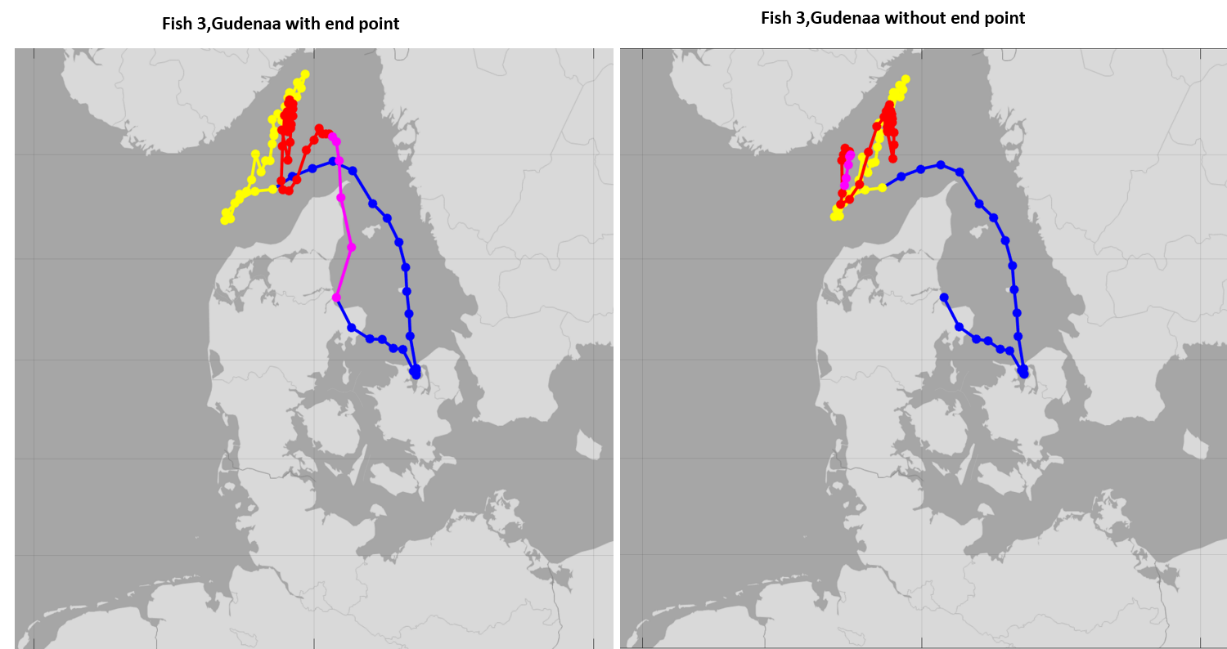 Fish 3,Gudenaa with end point
Fish 3,Gudenaa without end point